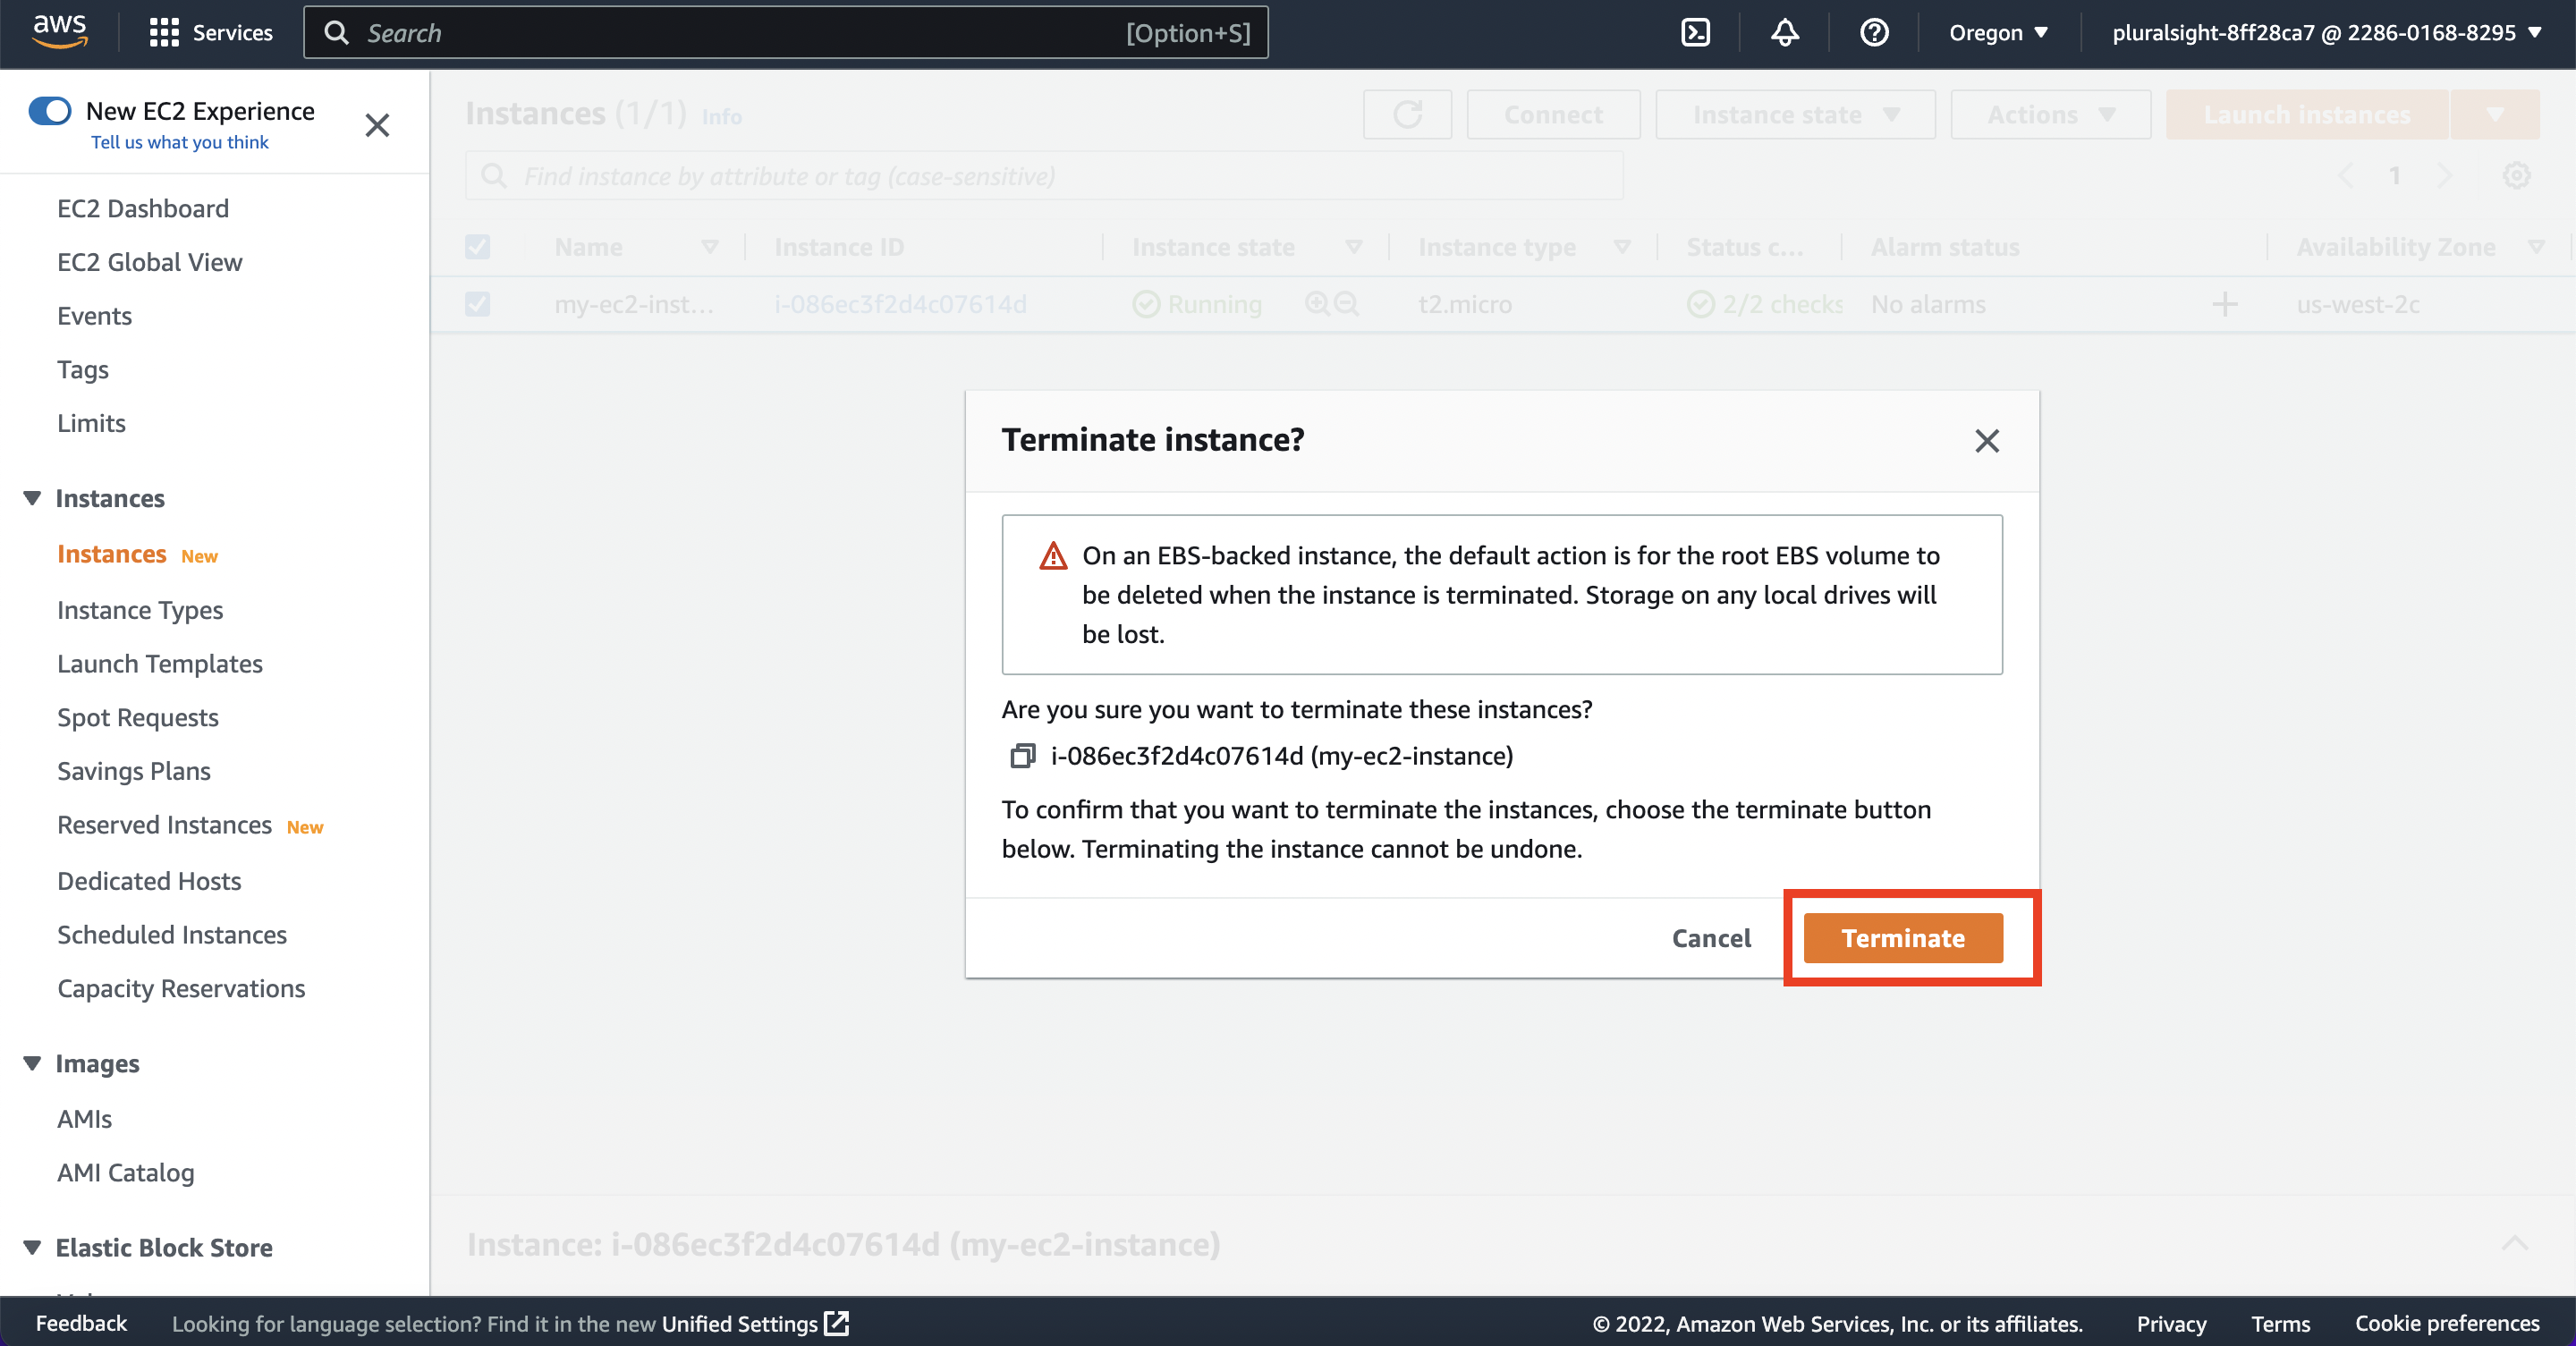 aws
Services
Search
[Option+S]
Oregon
pluralsight-8ff28ca7 @ 2286-0168-8295
New EC2 Experience
Tell us what you think
EC2 Dashboard
EC2 Global View
Events
Tags
Limits
Instances
Instances New
Instance Types
Launch Templates
Spot Requests
Savings Plans
Reserved Instances New
Dedicated Hosts
Scheduled Instances
Capacity Reservations
Images
AMIs
AMI Catalog
Elastic Block Store
Instances (1/1) Info
Connect
Instance state
Actions
Launch instances
Find instance by attribute or tag (case-sensitive)
1
Name Instance ID Instance state Instance type Status c... Alarm status Availability Zone
my-ec2-inst... i-086ec3f2d4c07614d Running t2.micro 2/2 checks No alarms + us-west-2c
Terminate instance?
On an EBS-backed instance, the default action is for the root EBS volume to
be deleted when the instance is terminated. Storage on any local drives will
be lost.
Are you sure you want to terminate these instances?
i-086ec3f2d4c07614d (my-ec2-instance)
To confirm that you want to terminate the instances, choose the terminate button
below. Terminating the instance cannot be undone.
Cancel
Terminate
Instance: i-086ec3f2d4c07614d (my-ec2-instance)
Feedback
Looking for language selection? Find it in the new Unified Settings
© 2022, Amazon Web Services, Inc. or its affiliates.
Privacy
Terms
Cookie preferences